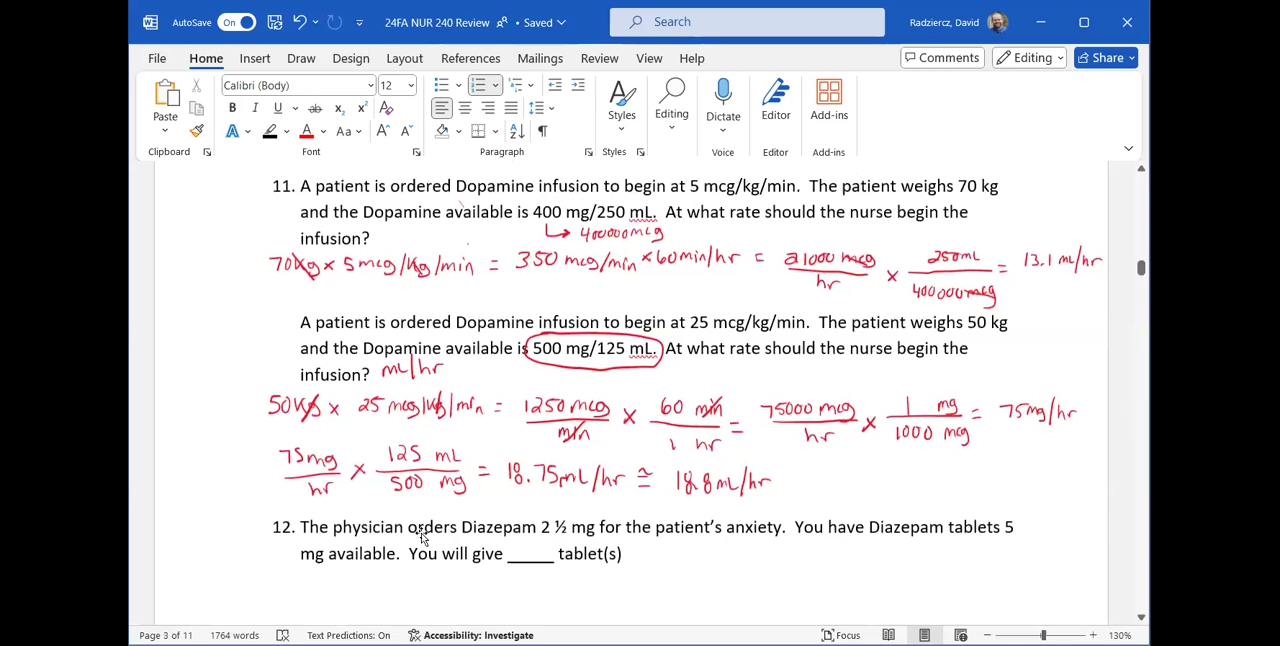 AutoSave On 24FA NUR 240 Review • Saved Search Radziercz, David
File Home Insert Draw Design Layout References Mailings Review View Help Comments Editing Share
Calibri (Body) 12
Paste B I U ab x₂ x² A Styles Editing Dictate Editor Add-ins
A A Aa A A
Clipboard Font Paragraph Styles Voice Editor Add-ins
11. A patient is ordered Dopamine infusion to begin at 5 mcg/kg/min. The patient weighs 70 kg
and the Dopamine available is 400 mg/250 mL. At what rate should the nurse begin the
↳ 400000mcg
infusion?
70kg × 5 mcg/kg/min = 350 mcg/min × 60 min/hr = 21000 mcg/hr × 250mL/400000mcg = 13.1 mL/hr
A patient is ordered Dopamine infusion to begin at 25 mcg/kg/min. The patient weighs 50 kg
and the Dopamine available is 500 mg/125 mL. At what rate should the nurse begin the
infusion? mL/hr
50Kg × 25 mcg/kg/min = 1250 mcg/min × 60 min/1 hr = 75000 mcg/hr × 1 mg/1000 mcg = 75mg/hr
75mg/hr × 125 mL/500 mg = 18.75mL/hr ≅ 18.8mL/hr
12. The physician orders Diazepam 2 ½ mg for the patient's anxiety. You have Diazepam tablets 5
mg available. You will give _____ tablet(s)
Page 3 of 11 1764 words Text Predictions: On Accessibility: Investigate Focus 130%